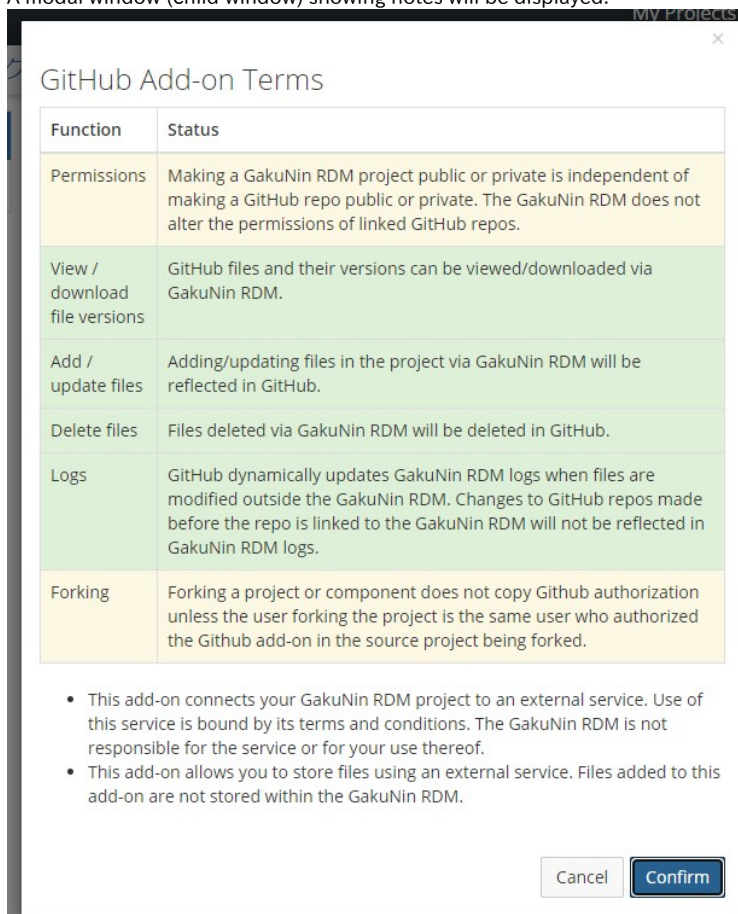 A modal window (child window) showing notes will be displayed.
My Projects
×
GitHub Add-on Terms
Function Status
Permissions Making a GakuNin RDM project public or private is independent of
making a GitHub repo public or private. The GakuNin RDM does not
alter the permissions of linked GitHub repos.
View / GitHub files and their versions can be viewed/downloaded via
download GakuNin RDM.
file versions
Add / Adding/updating files in the project via GakuNin RDM will be
update files reflected in GitHub.
Delete files Files deleted via GakuNin RDM will be deleted in GitHub.
Logs GitHub dynamically updates GakuNin RDM logs when files are
modified outside the GakuNin RDM. Changes to GitHub repos made
before the repo is linked to the GakuNin RDM will not be reflected in
GakuNin RDM logs.
Forking Forking a project or component does not copy Github authorization
unless the user forking the project is the same user who authorized
the Github add-on in the source project being forked.
• This add-on connects your GakuNin RDM project to an external service. Use of
this service is bound by its terms and conditions. The GakuNin RDM is not
responsible for the service or for your use thereof.
• This add-on allows you to store files using an external service. Files added to this
add-on are not stored within the GakuNin RDM.
Cancel Confirm